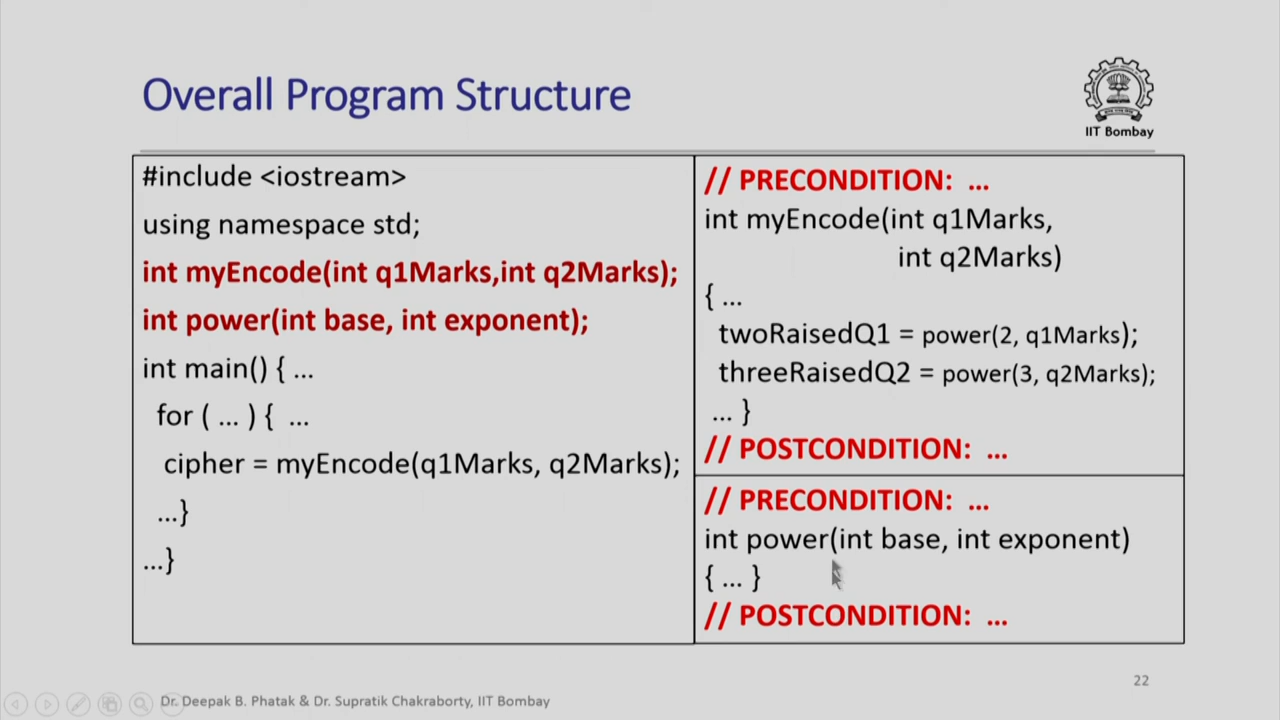 Overall Program Structure
IIT Bombay
#include <iostream>
using namespace std;
int myEncode(int q1Marks,int q2Marks);
int power(int base, int exponent);
int main() { ...
for ( ... ) { ...
cipher = myEncode(q1Marks, q2Marks);
...}
...}
// PRECONDITION: ...
int myEncode(int q1Marks,
int q2Marks)
{ ...
twoRaisedQ1 = power(2, q1Marks);
threeRaisedQ2 = power(3, q2Marks);
... }
// POSTCONDITION: ...
// PRECONDITION: ...
int power(int base, int exponent)
{ ... }
// POSTCONDITION: ...
22
Dr. Deepak B. Phatak & Dr. Supratik Chakraborty, IIT Bombay